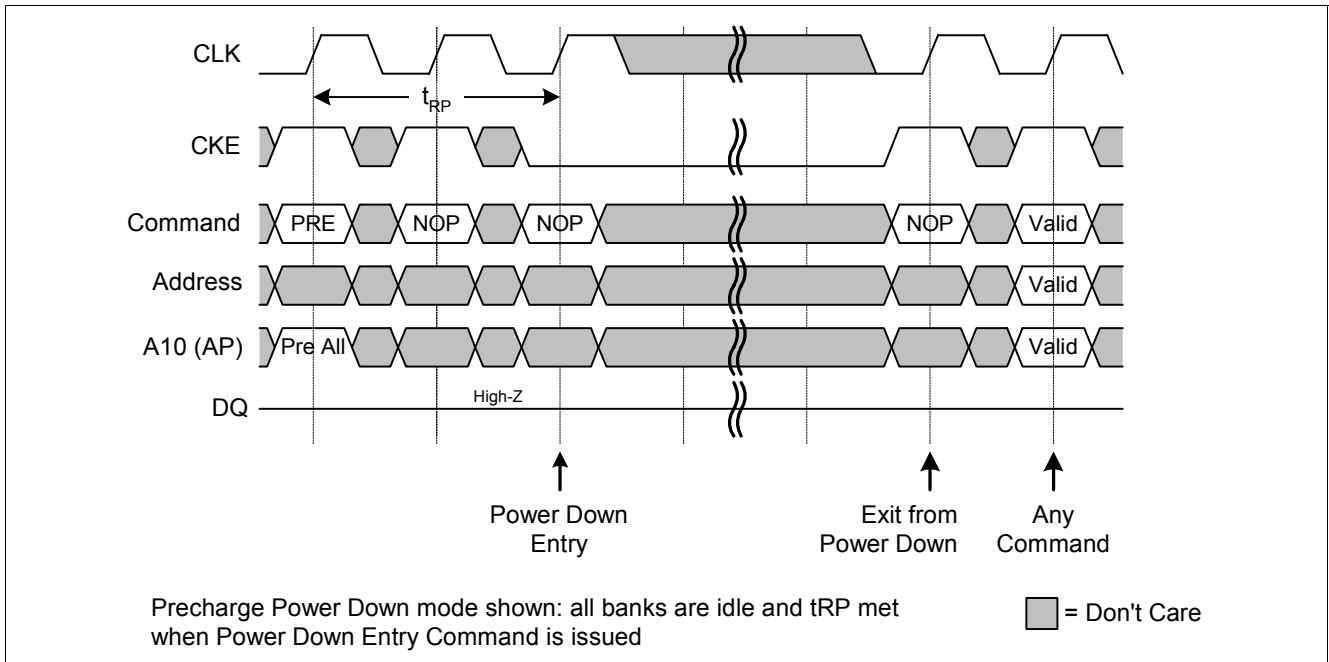 CLK
t_RP
CKE
Command PRE NOP NOP NOP Valid
Address Valid
A10 (AP) Pre All Valid
High-Z
DQ
Power Down Entry
Exit from Power Down
Any Command
Precharge Power Down mode shown: all banks are idle and tRP met
when Power Down Entry Command is issued
= Don't Care